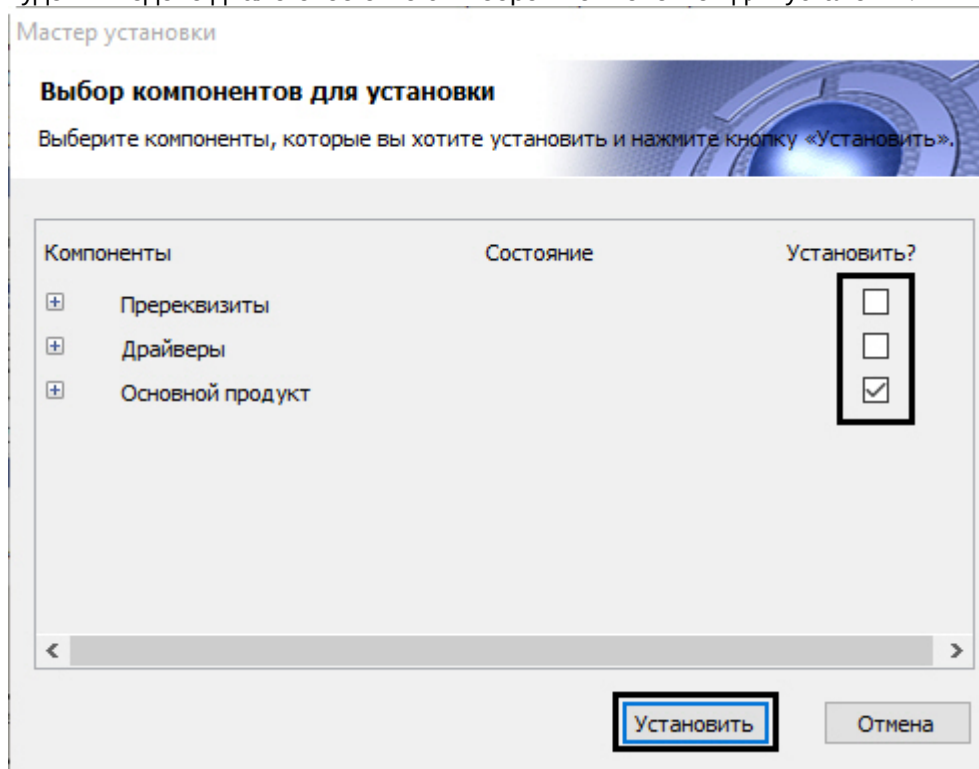 Мастер установки
Выбор компонентов для установки
Выберите компоненты, которые вы хотите установить и нажмите кнопку «Установить».
Компоненты Состояние Установить?
Пререквизиты
Драйверы
Основной продукт
Установить Отмена